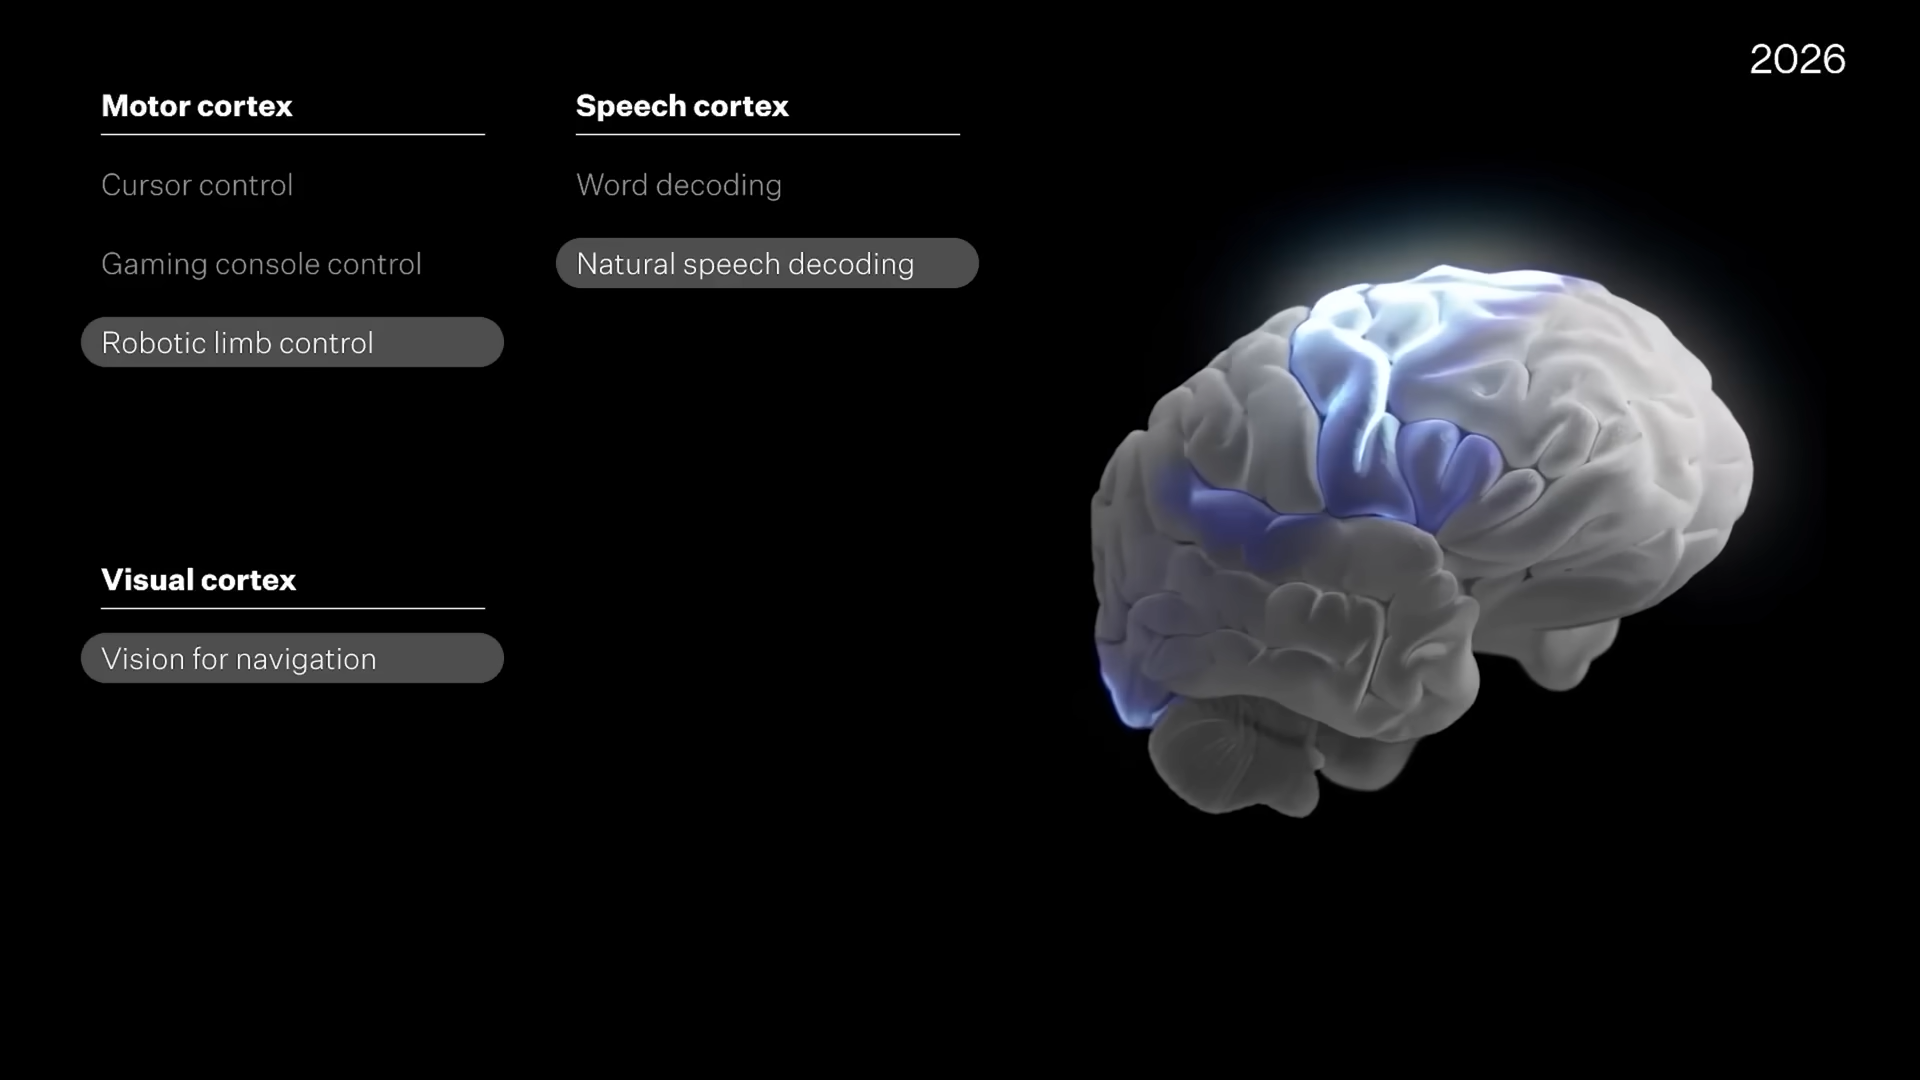 2026
Motor cortex
Cursor control
Gaming console control
Robotic limb control
Speech cortex
Word decoding
Natural speech decoding
Visual cortex
Vision for navigation